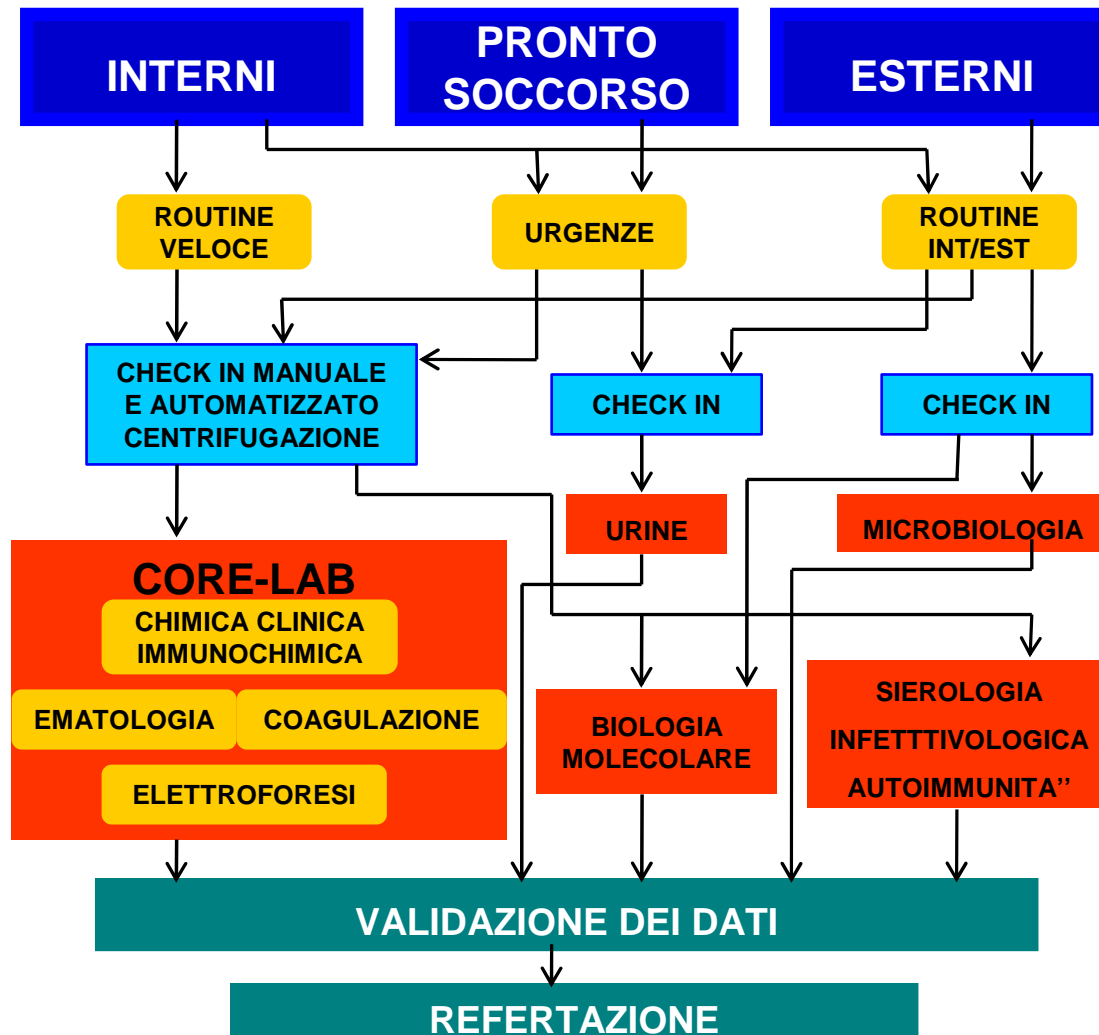 INTERNI
PRONTO
SOCCORSO
ESTERNI
ROUTINE
VELOCE
URGENZE
ROUTINE
INT/EST
CHECK IN MANUALE
E AUTOMATIZZATO
CENTRIFUGAZIONE
CHECK IN
CHECK IN
URINE
MICROBIOLOGIA
CORE-LAB
CHIMICA CLINICA
IMMUNOCHIMICA
EMATOLOGIA
COAGULAZIONE
ELETTROFORESI
BIOLOGIA
MOLECOLARE
SIEROLOGIA
INFETTTIVOLOGICA
AUTOIMMUNITA’’
VALIDAZIONE DEI DATI
REFERTAZIONE